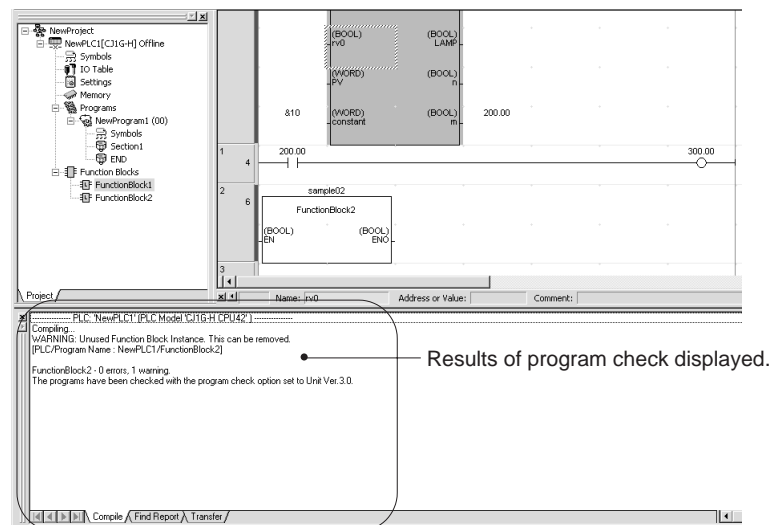 NewProject
NewPLC1[CJ1G-H] Offline
Symbols
IO Table
Settings
Memory
Programs
NewProgram1 (00)
Symbols
Section1
END
Function Blocks
FunctionBlock1
FunctionBlock2
Project
(BOOL) (BOOL)
rv0 LAMP
(WORD) (BOOL)
PV n
&10 (WORD) (BOOL) 200.00
constant m
1 200.00 300.00
4
2 sample02
6
FunctionBlock2
(BOOL) (BOOL)
EN ENO
3
Name: rv0 Address or Value: Comment:
--------------- PLC: 'NewPLC1' (PLC Model 'CJ1G-H CPU42') ---------------
Compiling...
WARNING: Unused Function Block Instance. This can be removed.
[PLC/Program Name : NewPLC1/FunctionBlock2]
FunctionBlock2 - 0 errors, 1 warning.
The programs have been checked with the program check option set to Unit Ver.3.0.
Results of program check displayed.
Compile Find Report Transfer